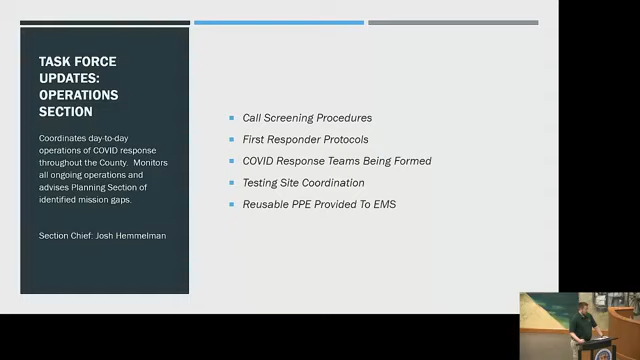 TASK FORCE
UPDATES:
OPERATIONS
SECTION
Coordinates day-to-day
operations of COVID response
throughout the County. Monitors
all ongoing operations and
advises Planning Section of
identified mission gaps.
Section Chief: Josh Hemmelman
Call Screening Procedures
First Responder Protocols
COVID Response Teams Being Formed
Testing Site Coordination
Reusable PPE Provided To EMS